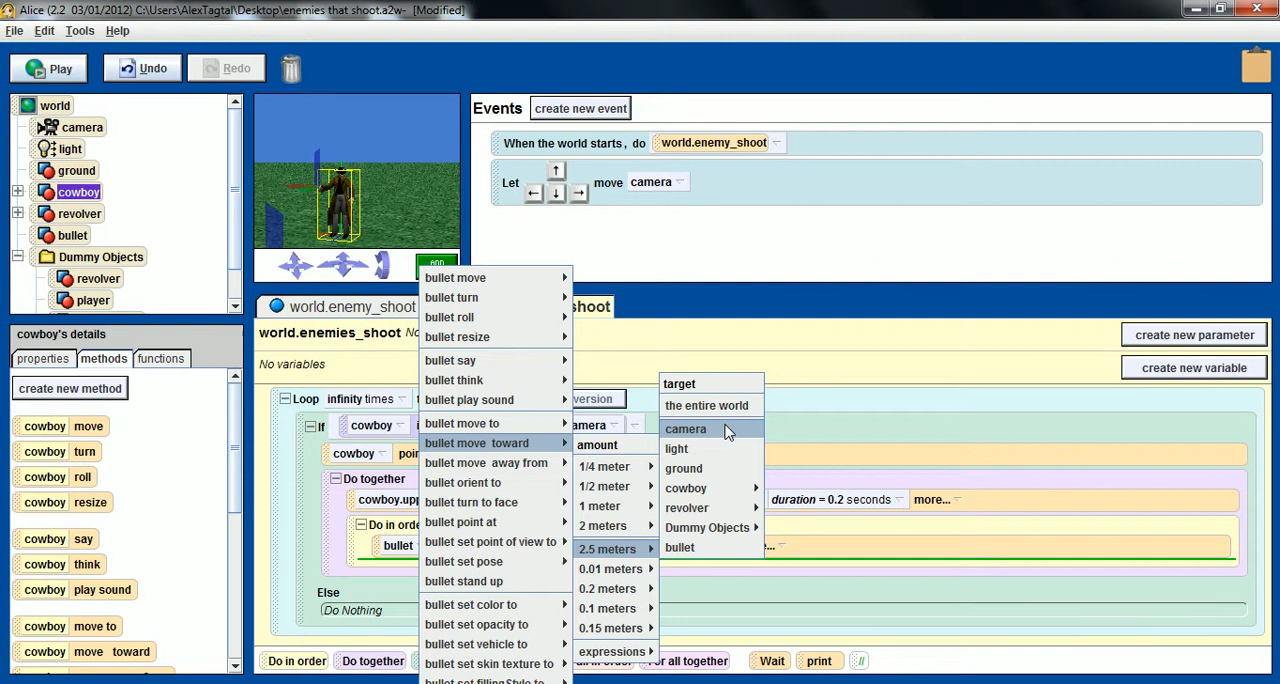 Alice (2.2 03/01/2012) C:\Users\AlexTagtal\Desktop\enemies that shoot.a2w- [Modified]
File Edit Tools Help
Play Undo Redo
world
camera
light
ground
cowboy
revolver
bullet
Dummy Objects
revolver
player
Events create new event
When the world starts, do world.enemy_shoot
Let move camera
cowboy's details
properties methods functions
create new method
cowboy move
cowboy turn
cowboy roll
cowboy resize
cowboy say
cowboy think
cowboy play sound
cowboy move to
cowboy move toward
world.enemy_shoot
world.enemies_shoot
No variables
create new parameter
create new variable
Loop infinity times
If cowboy
cowboy
Do together
cowboy.upp
duration = 0.2 seconds more...
Do in order
bullet
Else
Do Nothing
bullet move
bullet turn
bullet roll
bullet resize
bullet say
bullet think
bullet play sound
bullet move to
bullet move toward
bullet move away from
bullet orient to
bullet turn to face
bullet point at
bullet set point of view to
bullet set pose
bullet stand up
bullet set color to
bullet set opacity to
bullet set vehicle to
bullet set skin texture to
bullet set fillingStyle to
amount
1/4 meter
1/2 meter
1 meter
2 meters
2.5 meters
0.01 meters
0.2 meters
0.1 meters
0.15 meters
expressions
target
the entire world
camera
light
ground
cowboy
revolver
Dummy Objects
bullet
Do in order Do together For all together Wait print //